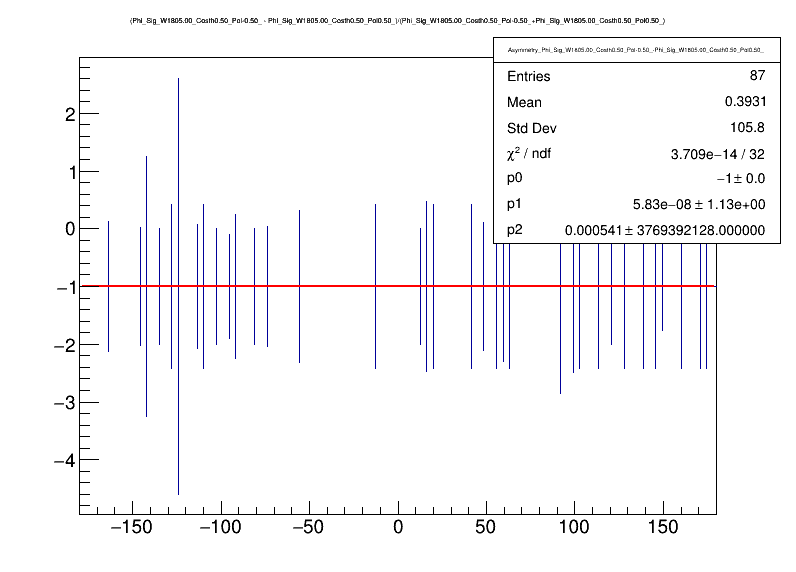 (Phi_Sig_W1805.00_Costh0.50_Pol-0.50_ - Phi_Sig_W1805.00_Costh0.50_Pol0.50_)/(Phi_Sig_W1805.00_Costh0.50_Pol-0.50_+Phi_Sig_W1805.00_Costh0.50_Pol0.50_)
Asymmetry_Phi_Sig_W1805.00_Costh0.50_Pol-0.50_-Phi_Sig_W1805.00_Costh0.50_Pol0.50_
Entries 87
Mean 0.3931
Std Dev 105.8
χ² / ndf 3.709e−14 / 32
p0 −1± 0.0
p1 5.83e−08 ± 1.13e+00
p2 0.000541± 3769392128.000000
2
1
0
−1
−2
−3
−4
−150 −100 −50 0 50 100 150